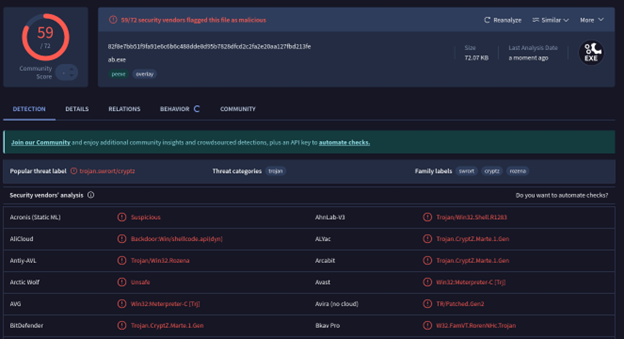 59/72 security vendors flagged this file as malicious
Reanalyze
Similar
More
59
/ 72
Community
Score
ab.exe
peexe
overlay
Size
72.07 KB
Last Analysis Date
a moment ago
EXE
DETECTION
DETAILS
RELATIONS
BEHAVIOR
COMMUNITY
Join our Community and enjoy additional community insights and crowdsourced detections, plus an API key to automate checks.
Popular threat label
trojan.swrort/cryptz
Threat categories
trojan
Family labels
swrort
cryptz
rozena
Security vendors' analysis
Do you want to automate checks?
Acronis (Static ML)
Suspicious
AhnLab-V3
Trojan/Win32.Shell.R1283
AliCloud
Backdoor:Win/shellcode.api(dyn)
ALYac
Trojan.CryptZ.Marte.1.Gen
Antiy-AVL
Trojan/Win32.Rozena
Arcabit
Trojan.CryptZ.Marte.1.Gen
Arctic Wolf
Unsafe
Avast
Win32:Meterpreter-C [Trj]
AVG
Win32:Meterpreter-C [Trj]
Avira (no cloud)
TR/Patched.Gen2
BitDefender
Trojan.CryptZ.Marte.1.Gen
Bkav Pro
W32.FamVT.RorenNHc.Trojan